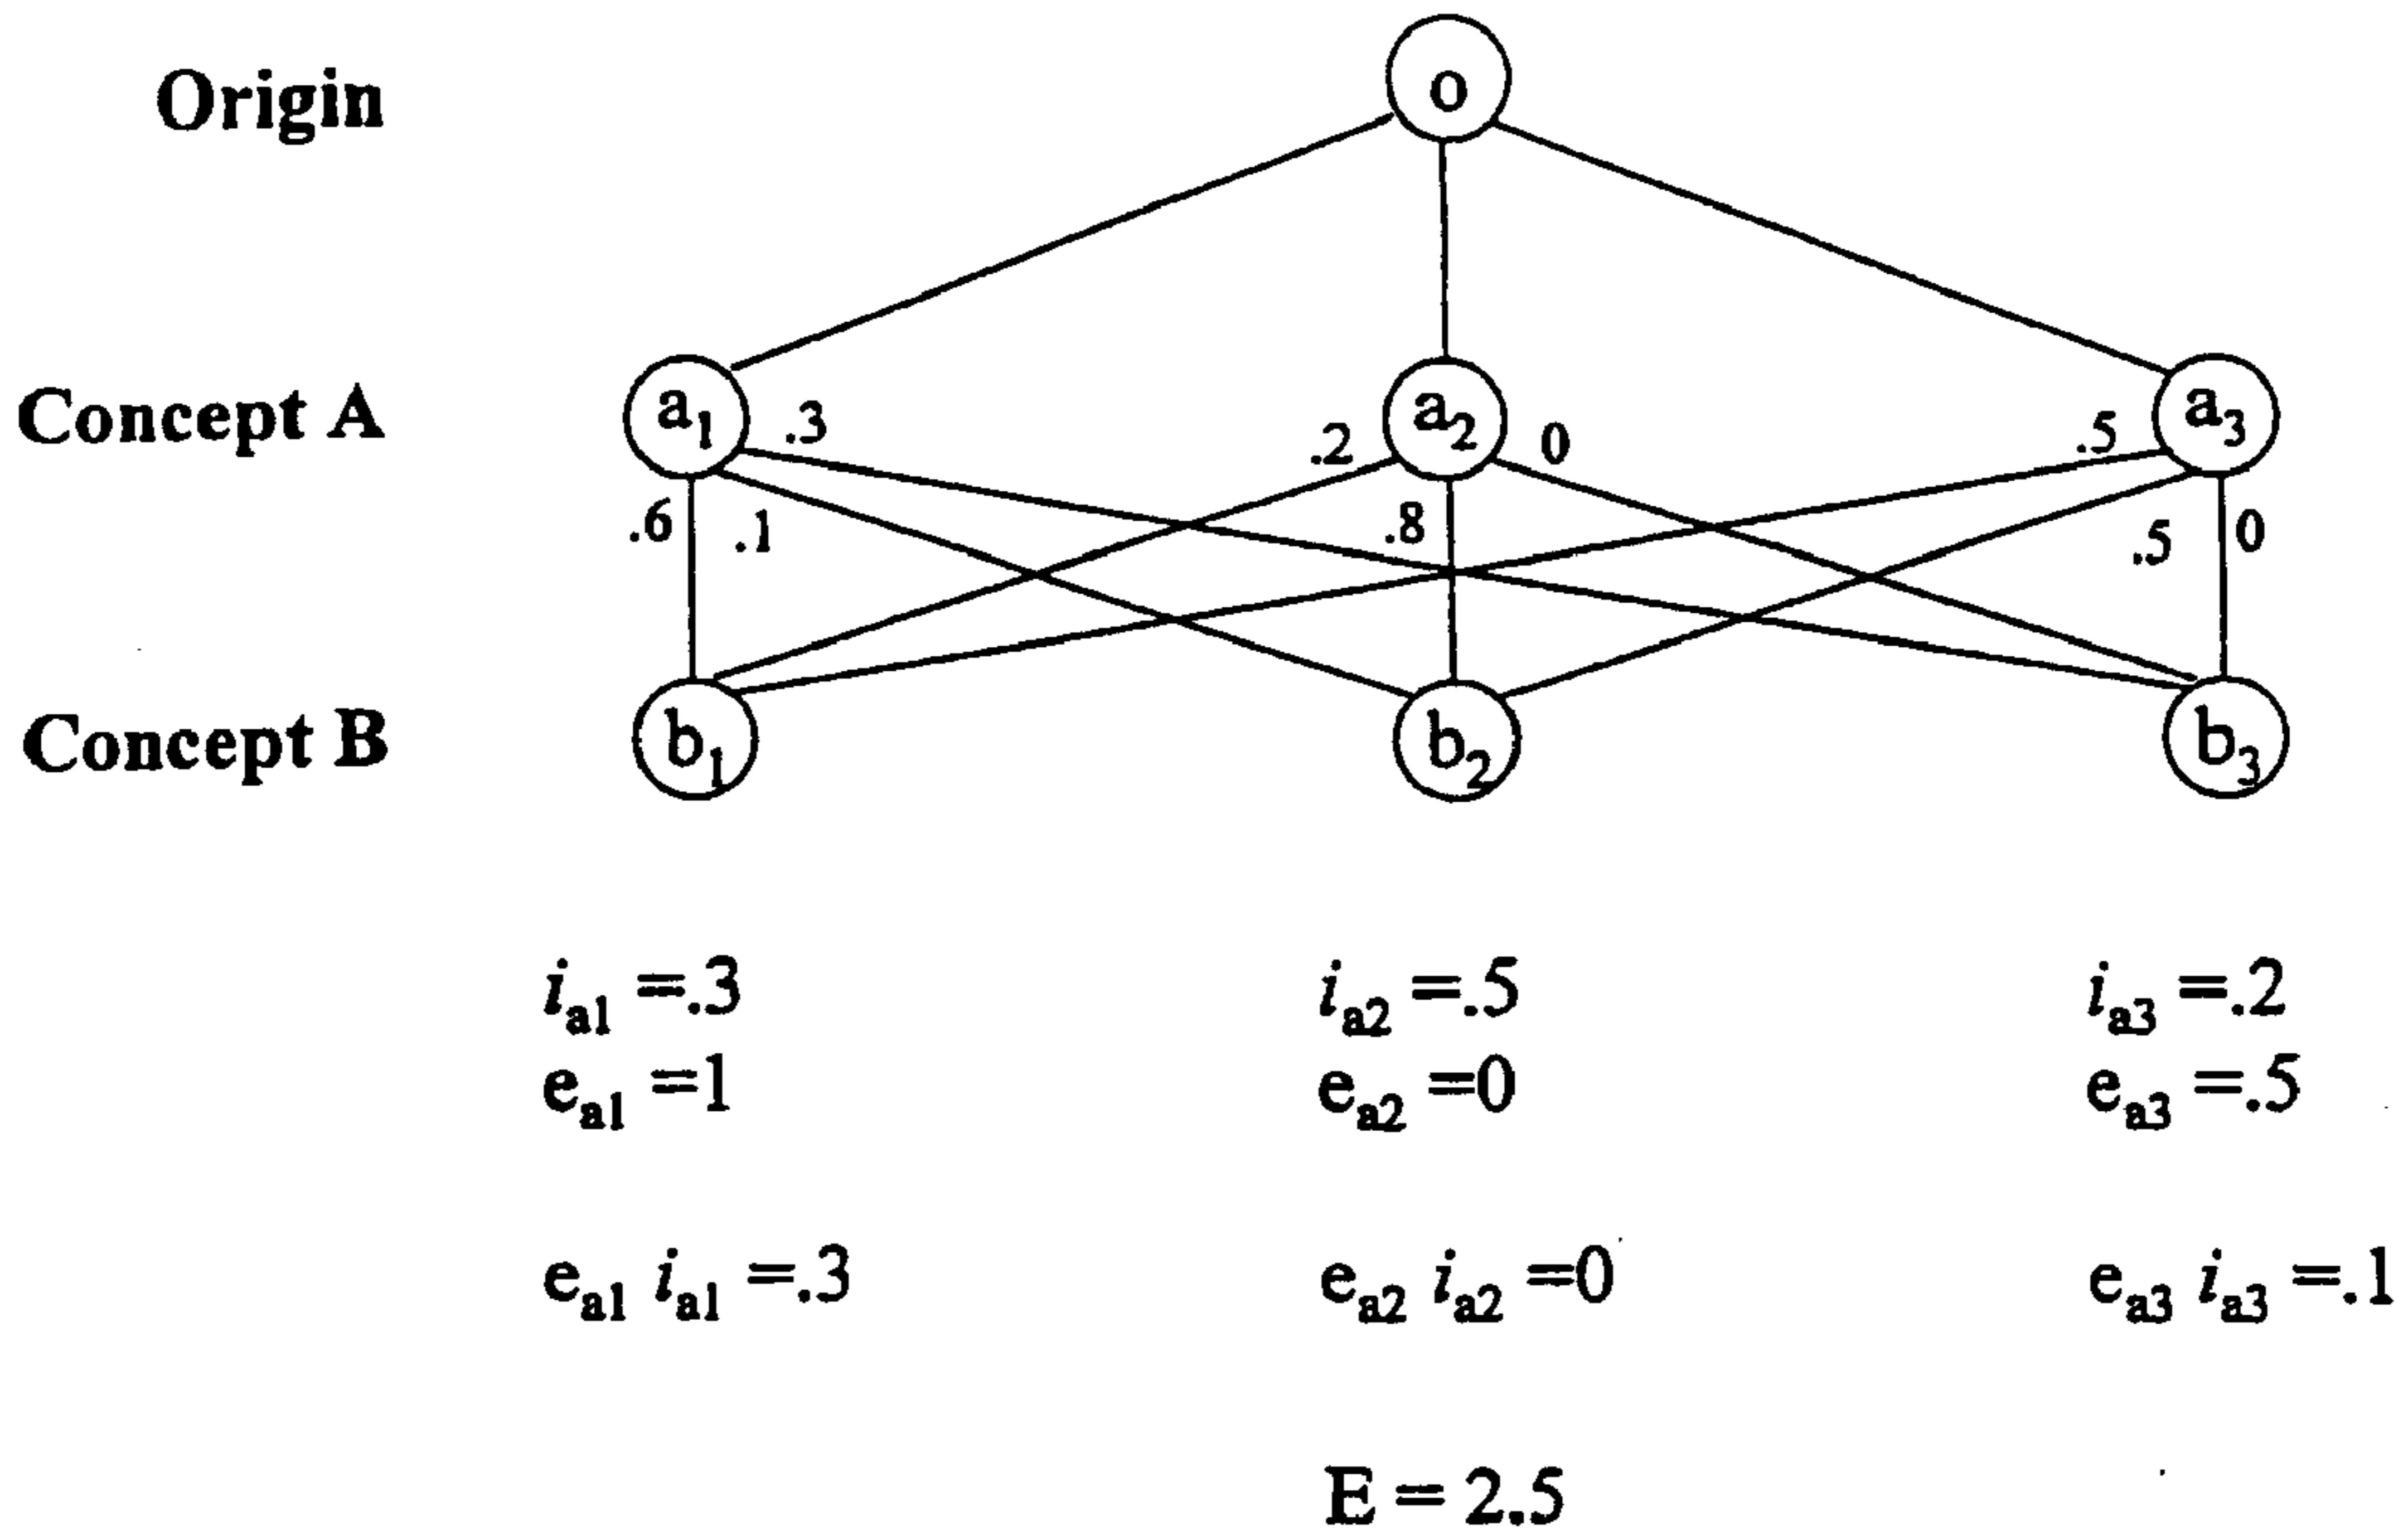 Origin
o
Concept A
a1 .3 .2 a2 0 .5 a3
.6 .1 .8 .5 0
Concept B
b1 b2 b3
ia1 =.3 ia2 =.5 ia3 =.2
ea1 =1 ea2 =0 ea3 =.5
ea1 ia1 =.3 ea2 ia2 =0 ea3 ia3 =.1
E = 2.5